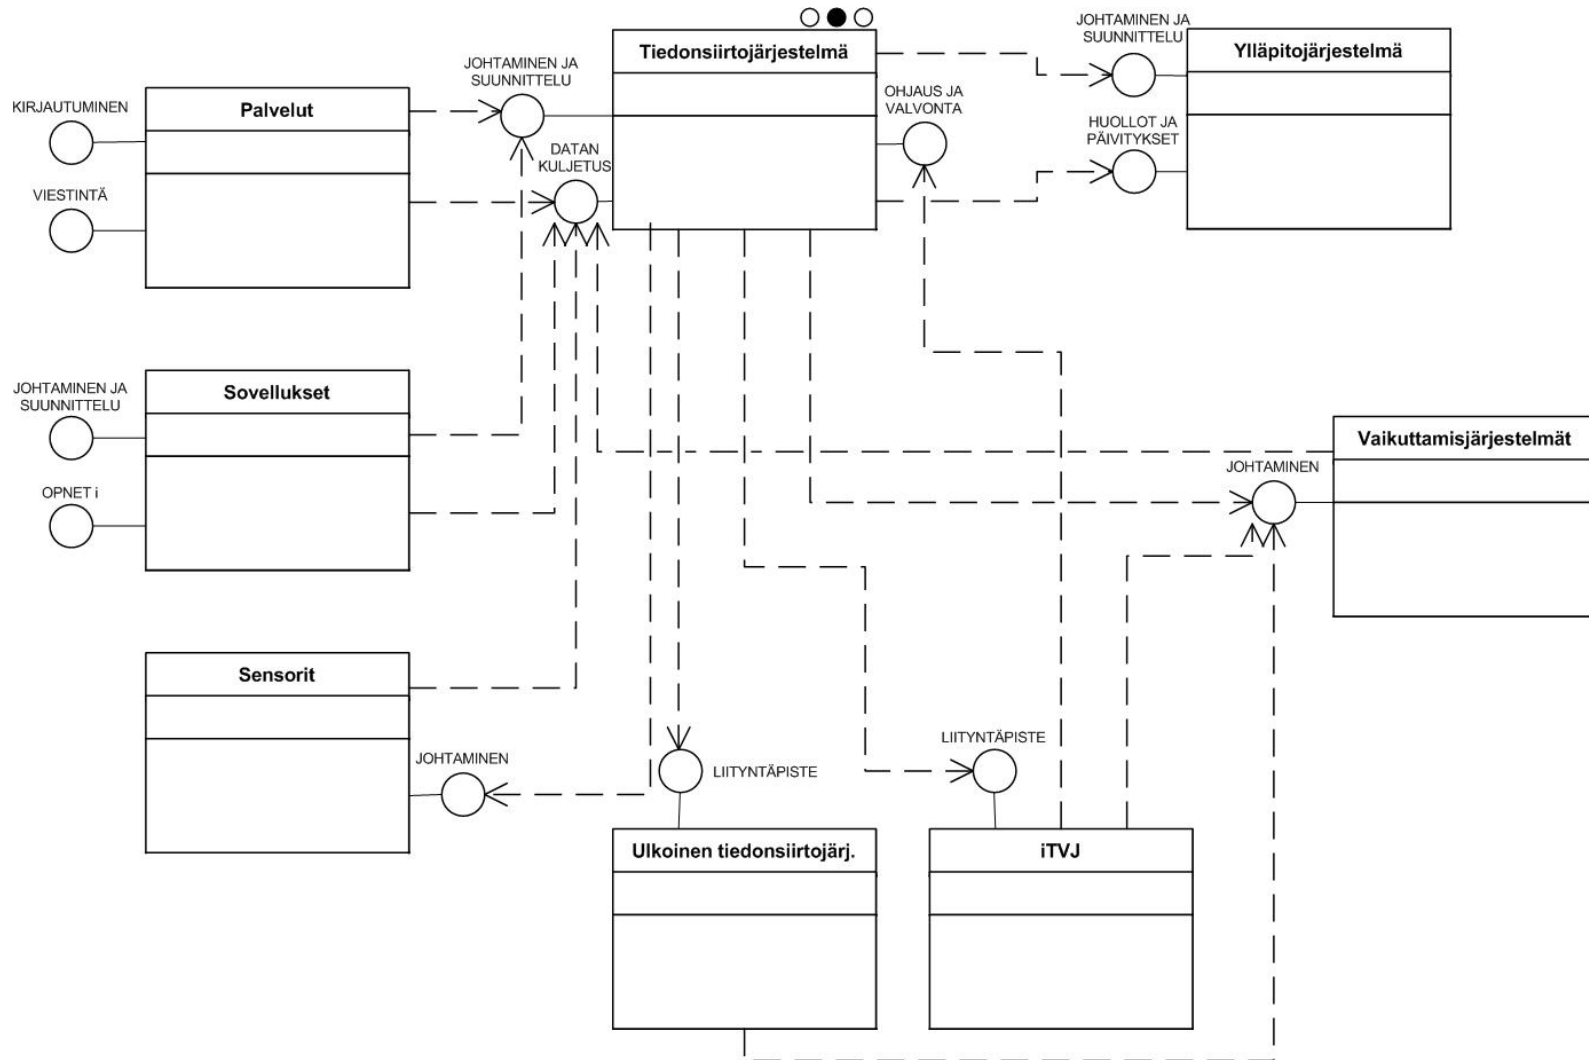 JOHTAMINEN JA
SUUNNITTELU
Tiedonsiirtojärjestelmä
Ylläpitojärjestelmä
JOHTAMINEN JA
SUUNNITTELU
OHJAUS JA
VALVONTA
KIRJAUTUMINEN
Palvelut
HUOLLOT JA
PÄIVITYKSET
DATAN
KULJETUS
VIESTINTÄ
JOHTAMINEN JA
SUUNNITTELU
Sovellukset
Vaikuttamisjärjestelmät
JOHTAMINEN
OPNET i
Sensorit
JOHTAMINEN
LIITYNTÄPISTE
LIITYNTÄPISTE
Ulkoinen tiedonsiirtojärj.
iTVJ